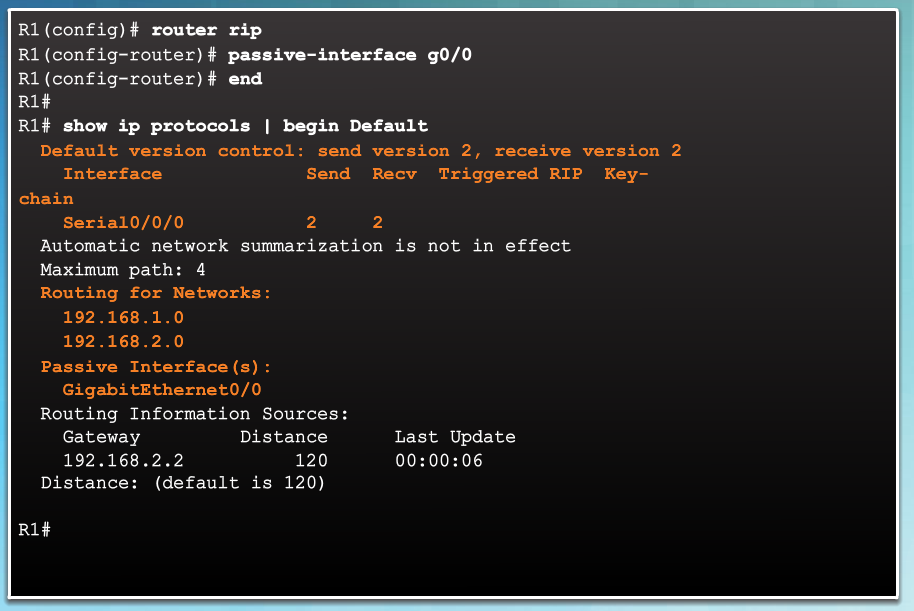 R1(config)# router rip
R1(config-router)# passive-interface g0/0
R1(config-router)# end
R1#
R1# show ip protocols | begin Default
  Default version control: send version 2, receive version 2
    Interface             Send  Recv  Triggered RIP  Key-
chain
    Serial0/0/0           2     2
  Automatic network summarization is not in effect
  Maximum path: 4
  Routing for Networks:
    192.168.1.0
    192.168.2.0
  Passive Interface(s):
    GigabitEthernet0/0
  Routing Information Sources:
    Gateway         Distance      Last Update
    192.168.2.2          120      00:00:06
  Distance: (default is 120)
R1#